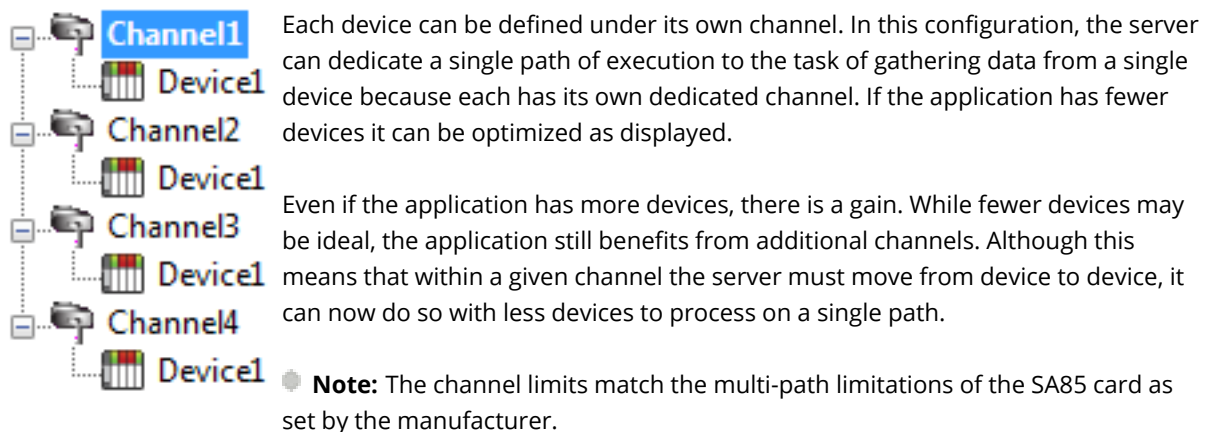 Channel1
Device1
Channel2
Device1
Channel3
Device1
Channel4
Device1
Each device can be defined under its own channel. In this configuration, the server
can dedicate a single path of execution to the task of gathering data from a single
device because each has its own dedicated channel. If the application has fewer
devices it can be optimized as displayed.
Even if the application has more devices, there is a gain. While fewer devices may
be ideal, the application still benefits from additional channels. Although this
means that within a given channel the server must move from device to device, it
can now do so with less devices to process on a single path.
Note: The channel limits match the multi-path limitations of the SA85 card as
set by the manufacturer.